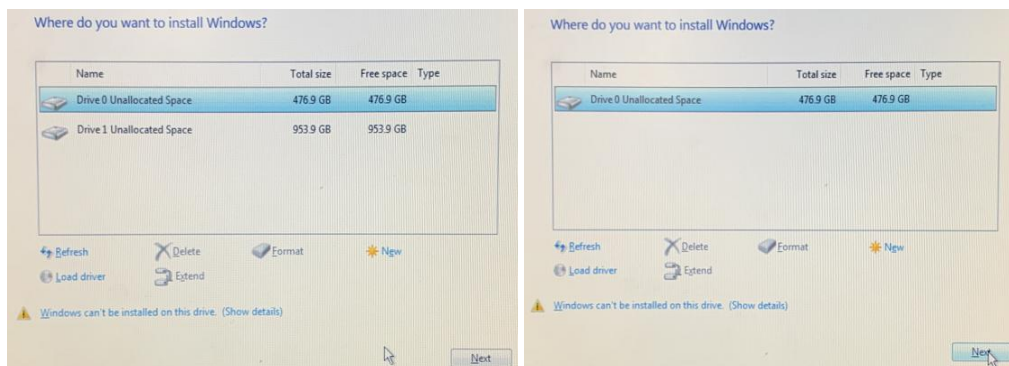 Where do you want to install Windows?
Name Total size Free space Type
Drive 0 Unallocated Space 476.9 GB 476.9 GB
Drive 1 Unallocated Space 953.9 GB 953.9 GB
Refresh Delete Format New
Load driver Extend
Windows can't be installed on this drive. (Show details)
Next
Where do you want to install Windows?
Name Total size Free space Type
Drive 0 Unallocated Space 476.9 GB 476.9 GB
Refresh Delete Format New
Load driver Extend
Windows can't be installed on this drive. (Show details)
Next